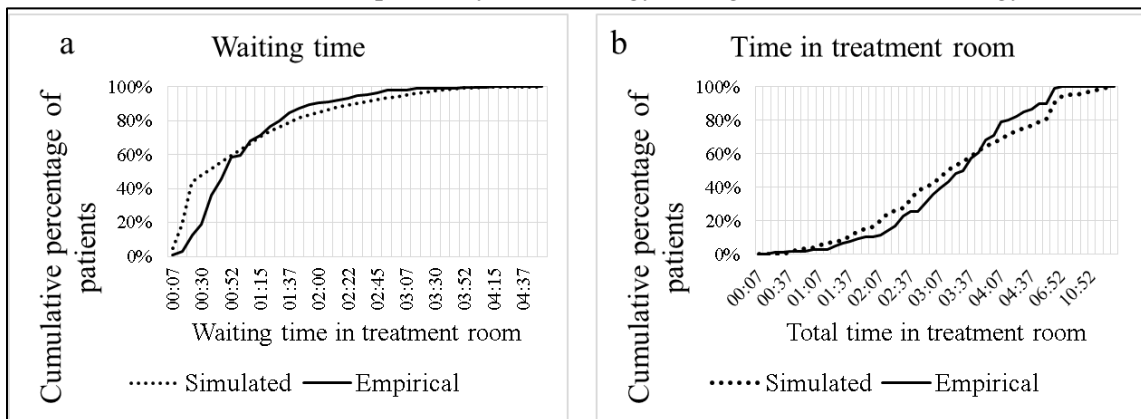 a
Waiting time
Cumulative percentage of
patients
100%
80%
60%
40%
20%
0%
00:07
00:30
00:52
01:15
01:37
02:00
02:22
02:45
03:07
03:30
03:52
04:15
04:37
Waiting time in treatment room
Simulated
Empirical
b
Time in treatment room
Cumulative percentage of
patients
100%
80%
60%
40%
20%
0%
00:07
00:37
01:07
01:37
02:07
02:37
03:07
03:37
04:07
04:37
06:52
10:52
Total time in treatment room
Simulated
Empirical